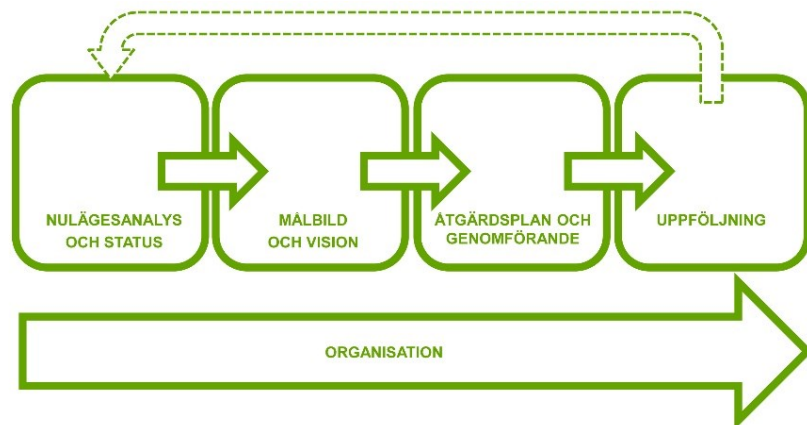 NULÄGESANALYS
OCH STATUS
MÅLBILD
OCH VISION
ÅTGÄRDSPLAN OCH
GENOMFÖRANDE
UPPFÖLJNING
ORGANISATION